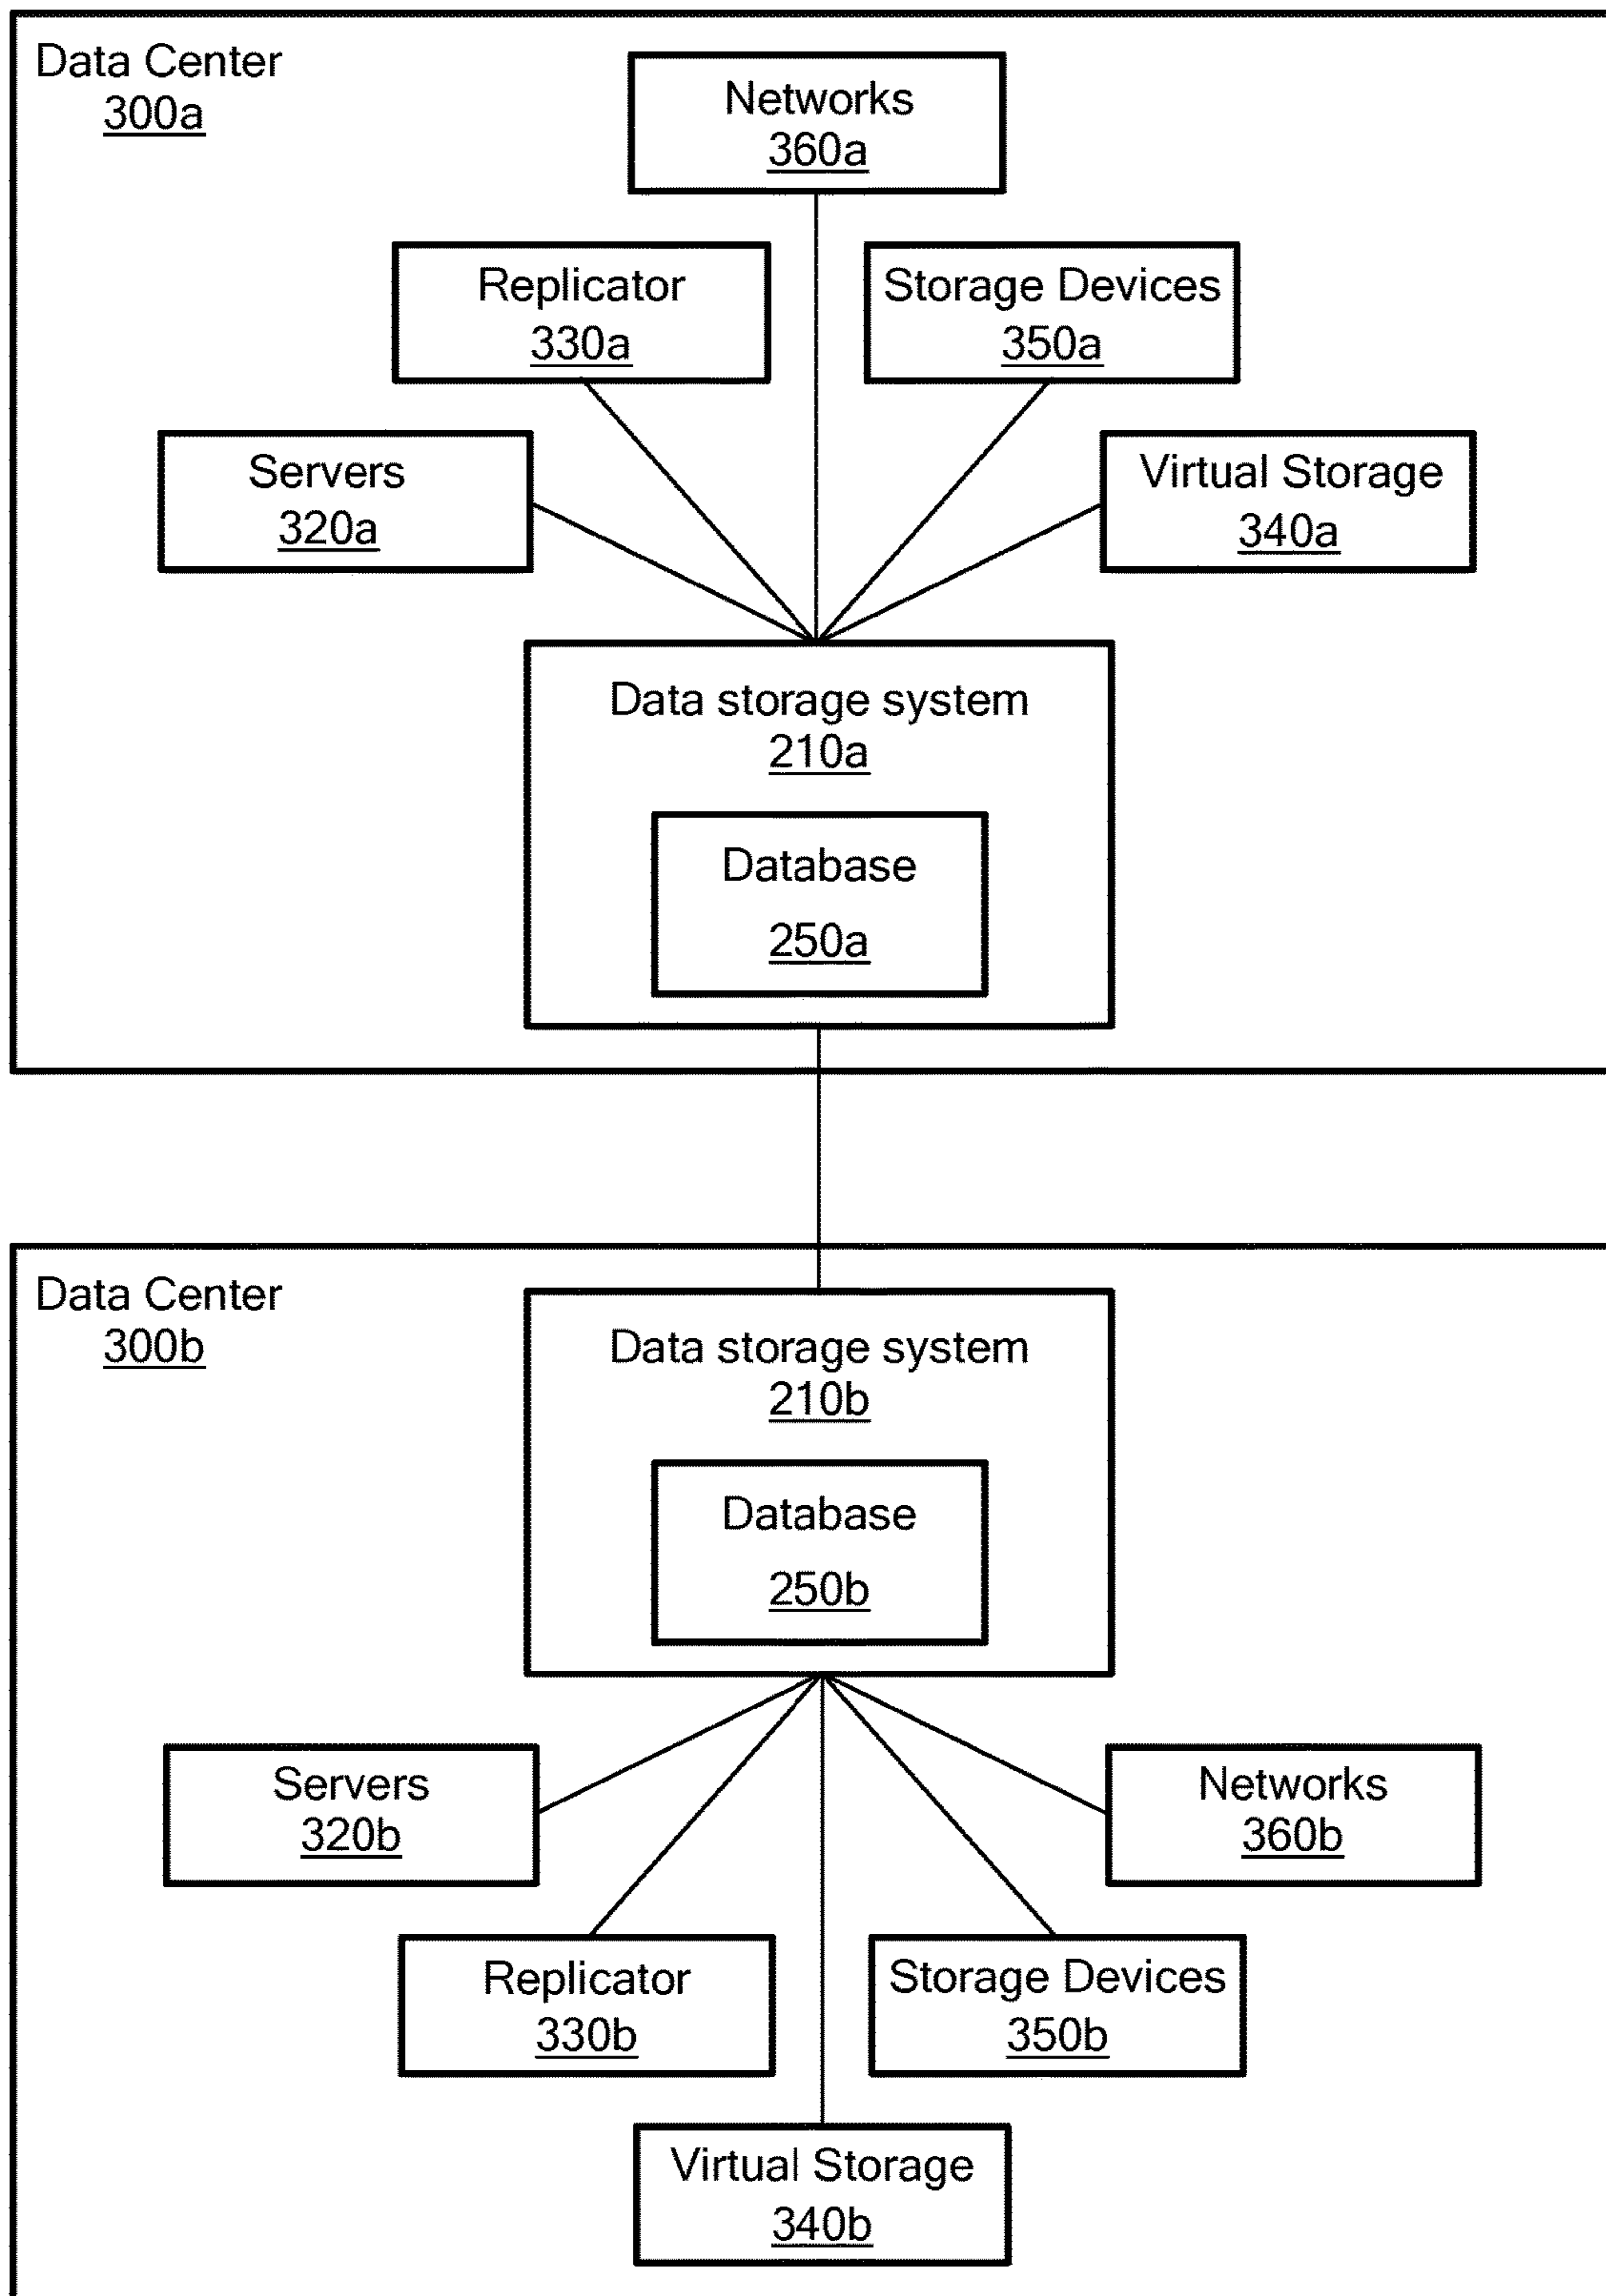 Data Center
300a
Networks
360a
Replicator
330a
Storage Devices
350a
Servers
320a
Virtual Storage
340a
Data storage system
210a
Database
250a
Data Center
300b
Data storage system
210b
Database
250b
Servers
320b
Networks
360b
Replicator
330b
Storage Devices
350b
Virtual Storage
340b